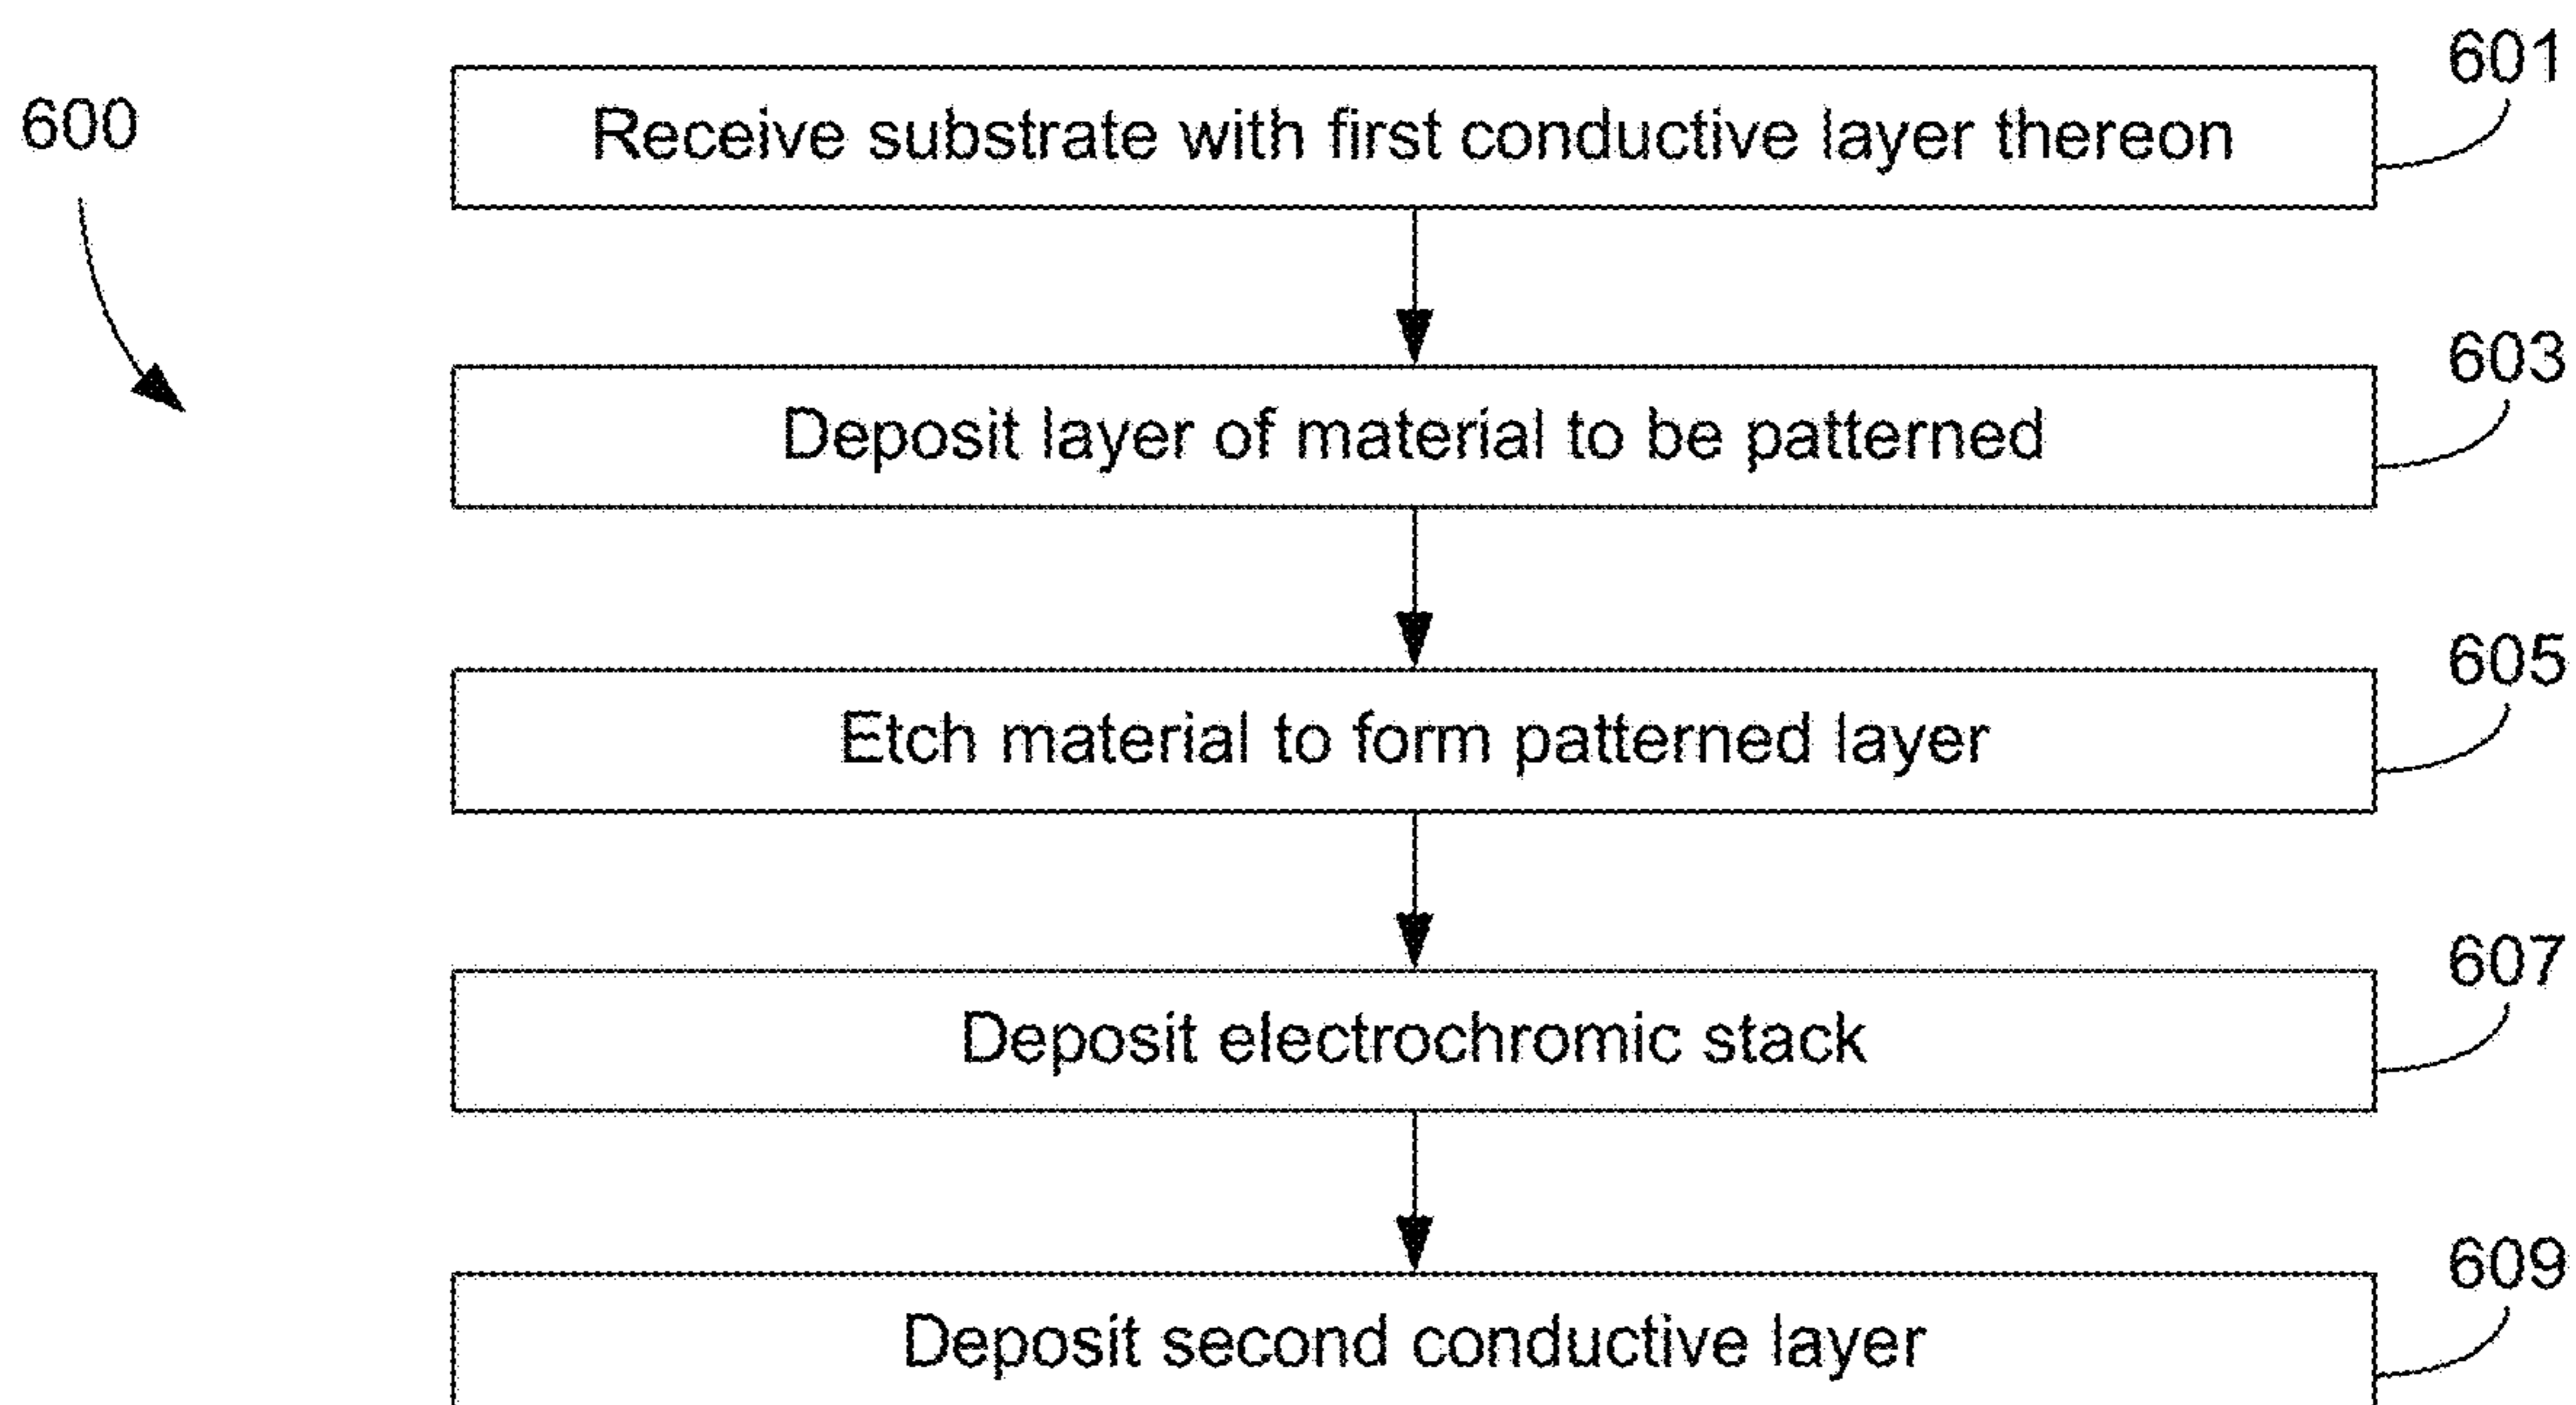 601
600
Receive substrate with first conductive layer thereon
603
Deposit layer of material to be patterned
605
Etch material to form patterned layer
607
Deposit electrochromic stack
609
Deposit second conductive layer